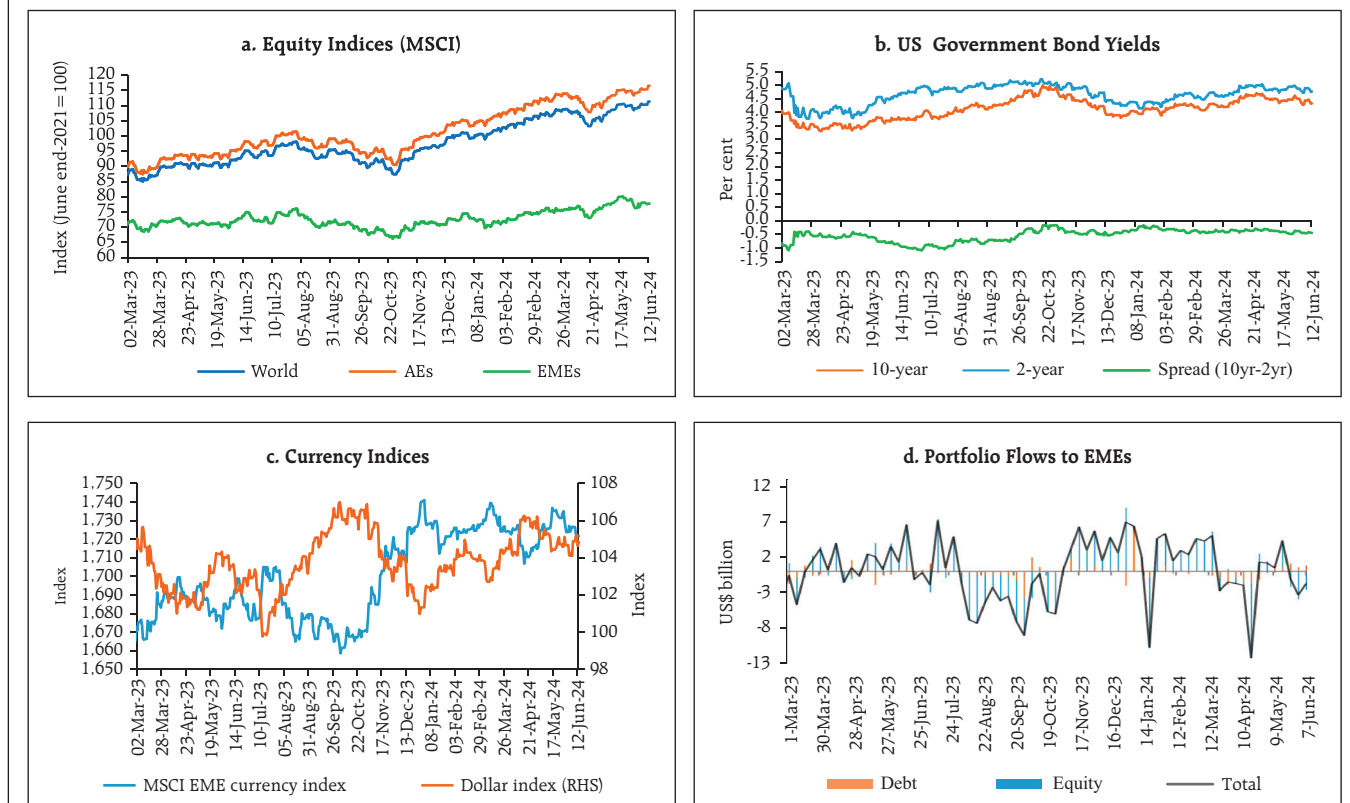 a. Equity Indices (MSCI)
Index (June end-2021 = 100)
120
115
110
105
100
95
90
85
80
75
70
65
60
02-Mar-23
28-Mar-23
23-Apr-23
19-May-23
14-Jun-23
10-Jul-23
05-Aug-23
31-Aug-23
26-Sep-23
22-Oct-23
17-Nov-23
13-Dec-23
08-Jan-24
03-Feb-24
29-Feb-24
26-Mar-24
21-Apr-24
17-May-24
12-Jun-24
World AEs EMEs
b. US Government Bond Yields
Per cent
5.5
5.0
4.5
4.0
3.5
3.0
2.5
2.0
1.5
1.0
0.5
0.0
-0.5
-1.0
-1.5
02-Mar-23
28-Mar-23
23-Apr-23
19-May-23
14-Jun-23
10-Jul-23
05-Aug-23
31-Aug-23
26-Sep-23
22-Oct-23
17-Nov-23
13-Dec-23
08-Jan-24
03-Feb-24
29-Feb-24
26-Mar-24
21-Apr-24
17-May-24
12-Jun-24
10-year 2-year Spread (10yr-2yr)
c. Currency Indices
Index
1,750
1,740
1,730
1,720
1,710
1,700
1,690
1,680
1,670
1,660
1,650
108
106
104
102
100
98
Index
02-Mar-23
28-Mar-23
23-Apr-23
19-May-23
14-Jun-23
10-Jul-23
05-Aug-23
31-Aug-23
26-Sep-23
22-Oct-23
17-Nov-23
13-Dec-23
08-Jan-24
03-Feb-24
29-Feb-24
26-Mar-24
21-Apr-24
17-May-24
12-Jun-24
MSCI EME currency index Dollar index (RHS)
d. Portfolio Flows to EMEs
US$ billion
12
7
2
-3
-8
-13
1-Mar-23
30-Mar-23
28-Apr-23
27-May-23
25-Jun-23
24-Jul-23
22-Aug-23
20-Sep-23
19-Oct-23
17-Nov-23
16-Dec-23
14-Jan-24
12-Feb-24
12-Mar-24
10-Apr-24
9-May-24
7-Jun-24
Debt Equity Total